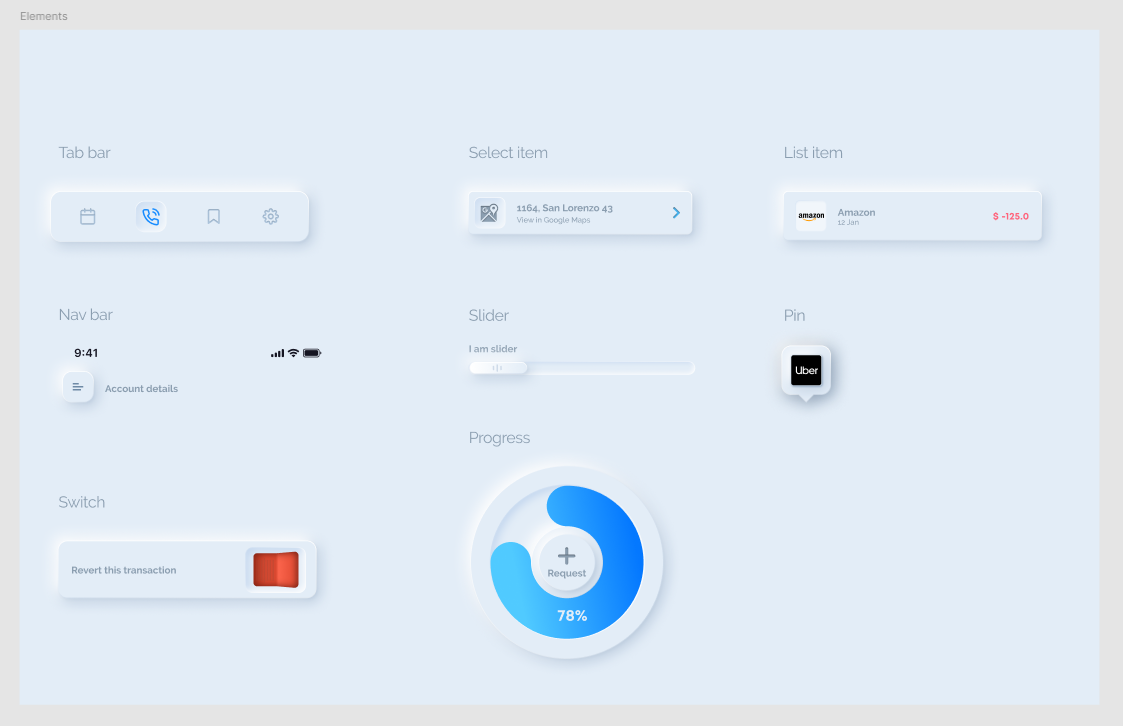 Elements
Tab bar
Select item
List item
1164, San Lorenzo 43
View in Google Maps
amazon
Amazon
12 Jan
$ -125.0
Nav bar
9:41
Account details
Slider
I am slider
Pin
Uber
Progress
Request
78%
Switch
Revert this transaction